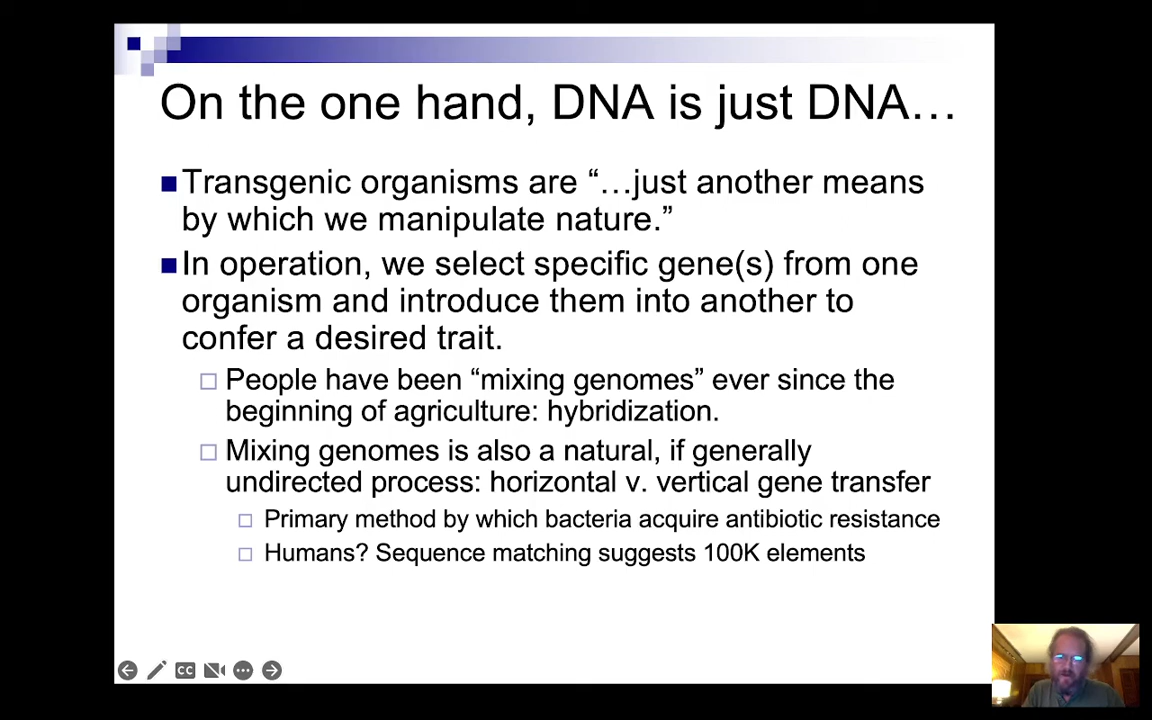 On the one hand, DNA is just DNA…
Transgenic organisms are “…just another means
by which we manipulate nature.”
In operation, we select specific gene(s) from one
organism and introduce them into another to
confer a desired trait.
People have been “mixing genomes” ever since the
beginning of agriculture: hybridization.
Mixing genomes is also a natural, if generally
undirected process: horizontal v. vertical gene transfer
Primary method by which bacteria acquire antibiotic resistance
Humans? Sequence matching suggests 100K elements
CC